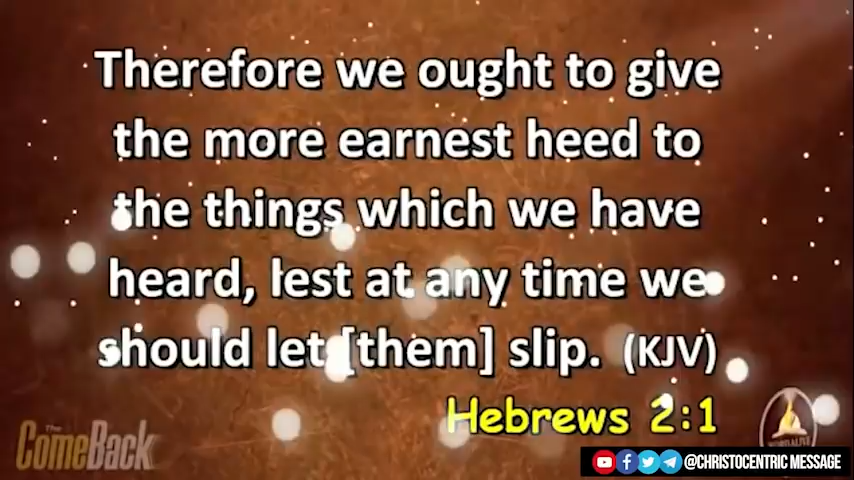 Therefore we ought to give
the more earnest heed to
the things which we have
heard, lest at any time we
should let [them] slip. (KJV)
Hebrews 2:1
The
ComeBack
@CHRISTOCENTRIC MESSAGE